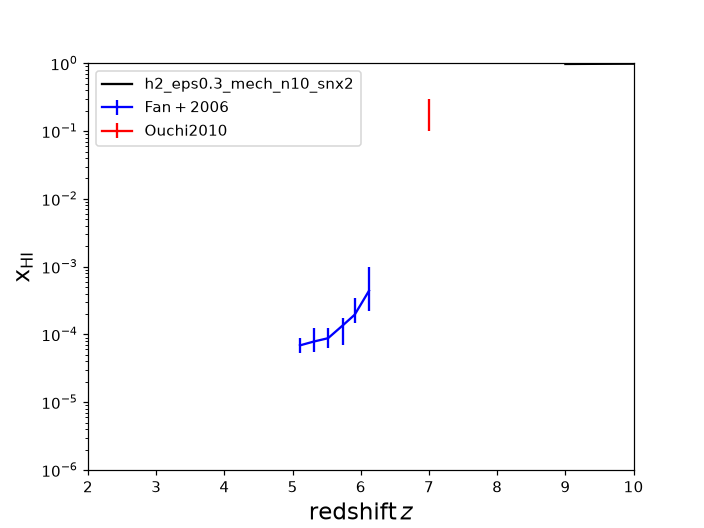 10⁰
10⁻¹
10⁻²
10⁻³
10⁻⁴
10⁻⁵
10⁻⁶
x_HI
h2_eps0.3_mech_n10_snx2
Fan + 2006
Ouchi2010
2 3 4 5 6 7 8 9 10
redshift z